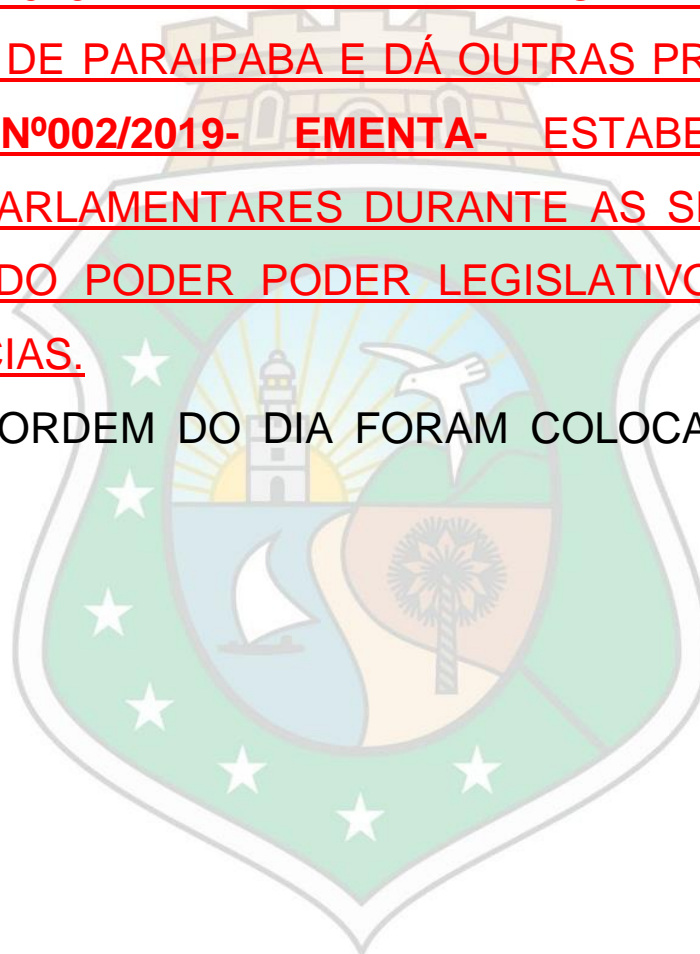 DE PARAIPABA E DÁ OUTRAS PR
Nº002/2019- EMENTA- ESTABE
ARLAMENTARES DURANTE AS S
DO PODER PODER LEGISLATIVO
CIAS.
ORDEM DO DIA FORAM COLOCA